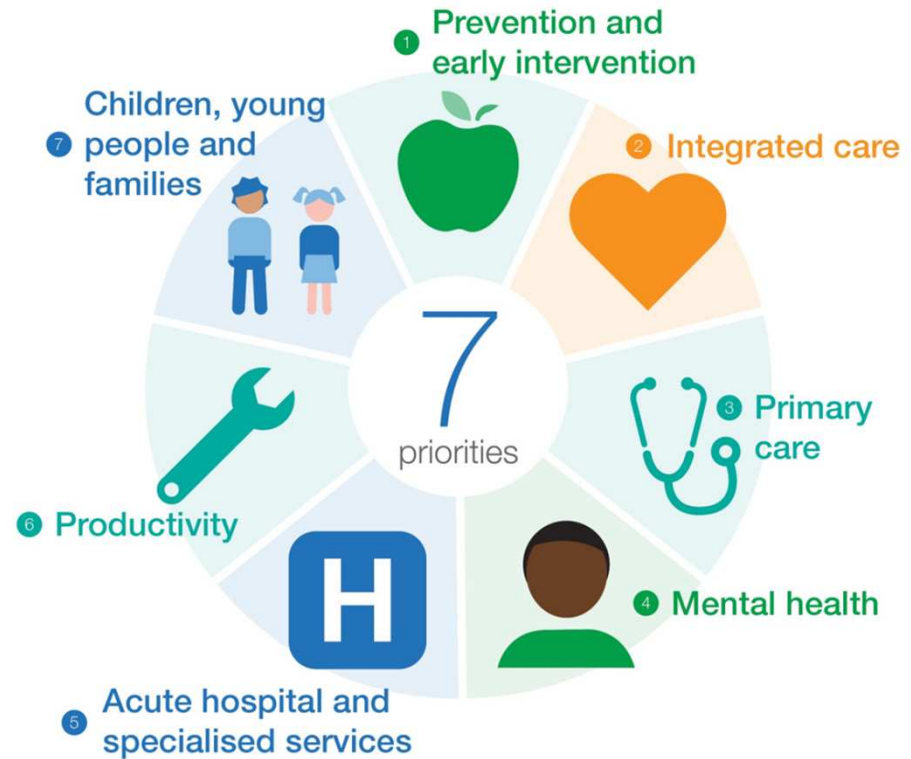 1 Prevention and
early intervention
2 Integrated care
3 Primary
care
4 Mental health
5 Acute hospital and
specialised services
6 Productivity
7 Children, young
people and
families
7
priorities
H